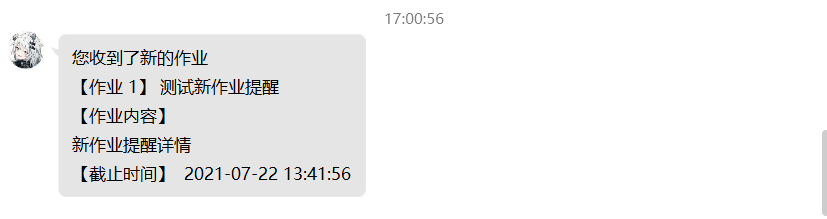 17:00:56
您收到了新的作业
【作业 1】 测试新作业提醒
【作业内容】
新作业提醒详情
【截止时间】 2021-07-22 13:41:56